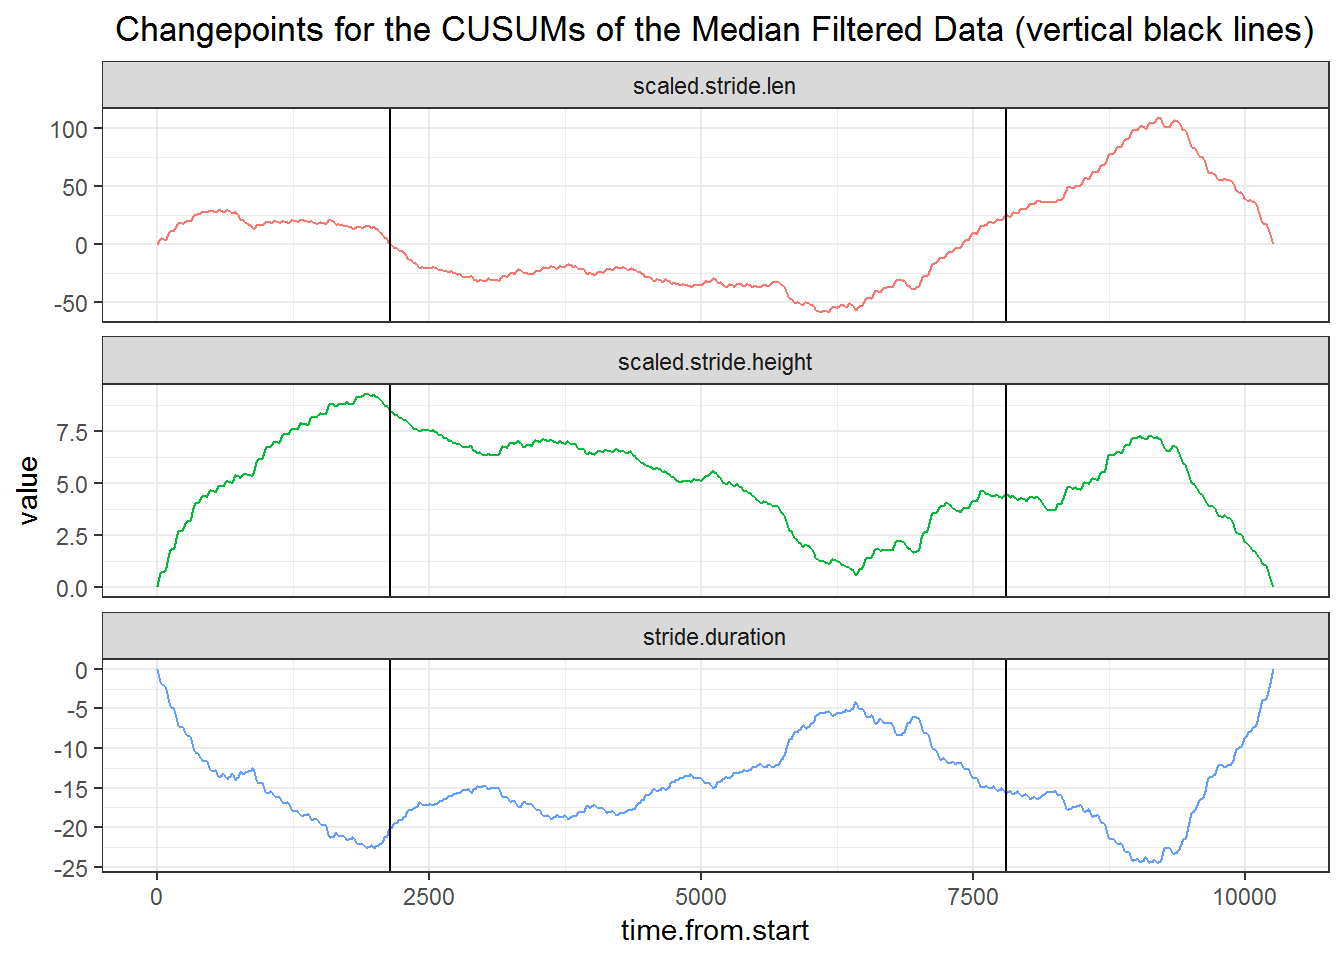 Changepoints for the CUSUMs of the Median Filtered Data (vertical black lines)
scaled.stride.len
100
50
0
-50
scaled.stride.height
7.5
5.0
2.5
0.0
value
stride.duration
0
-5
-10
-15
-20
-25
0 2500 5000 7500 10000
time.from.start